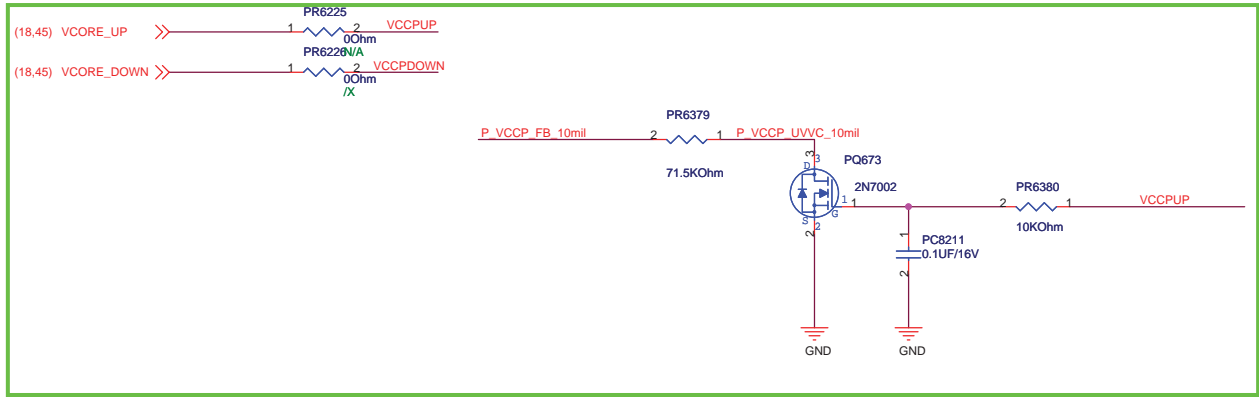 PR6225
(18,45) VCORE_UP 1 2 VCCPUP
0Ohm
PR6226 N/A
(18,45) VCORE_DOWN 1 2 VCCPDOWN
0Ohm
/X
PR6379
P_VCCP_FB_10mil 2 1 P_VCCP_UVVC_10mil
71.5KOhm
3 3
D
PQ673
2N7002
PR6380
1 1 2 1 VCCPUP
G
10KOhm
S 2
2
1
PC8211
0.1UF/16V
2
GND
GND